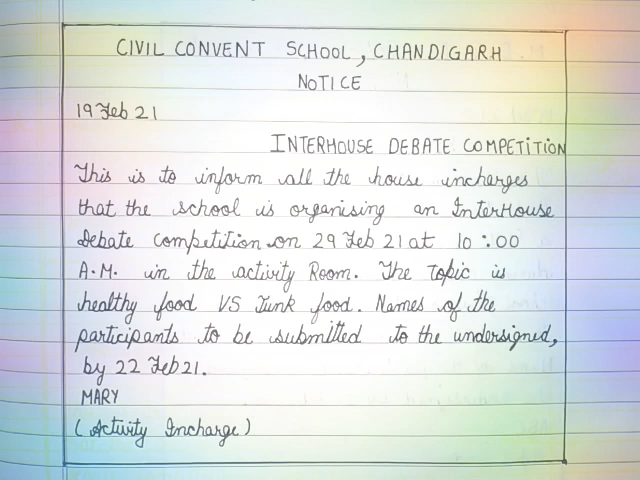 CIVIL CONVENT SCHOOL, CHANDIGARH
NOTICE
19 Feb 21
INTERHOUSE DEBATE COMPETITION
This is to inform all the house incharges
that the school is organising an InterHouse
Debate competition on 29 Feb 21 at 10:00
A.M. in the activity Room. The topic is
healthy food VS Junk food. Names of the
participants to be submitted to the undersigned,
by 22 Feb 21.
MARY
(Activity Incharge)